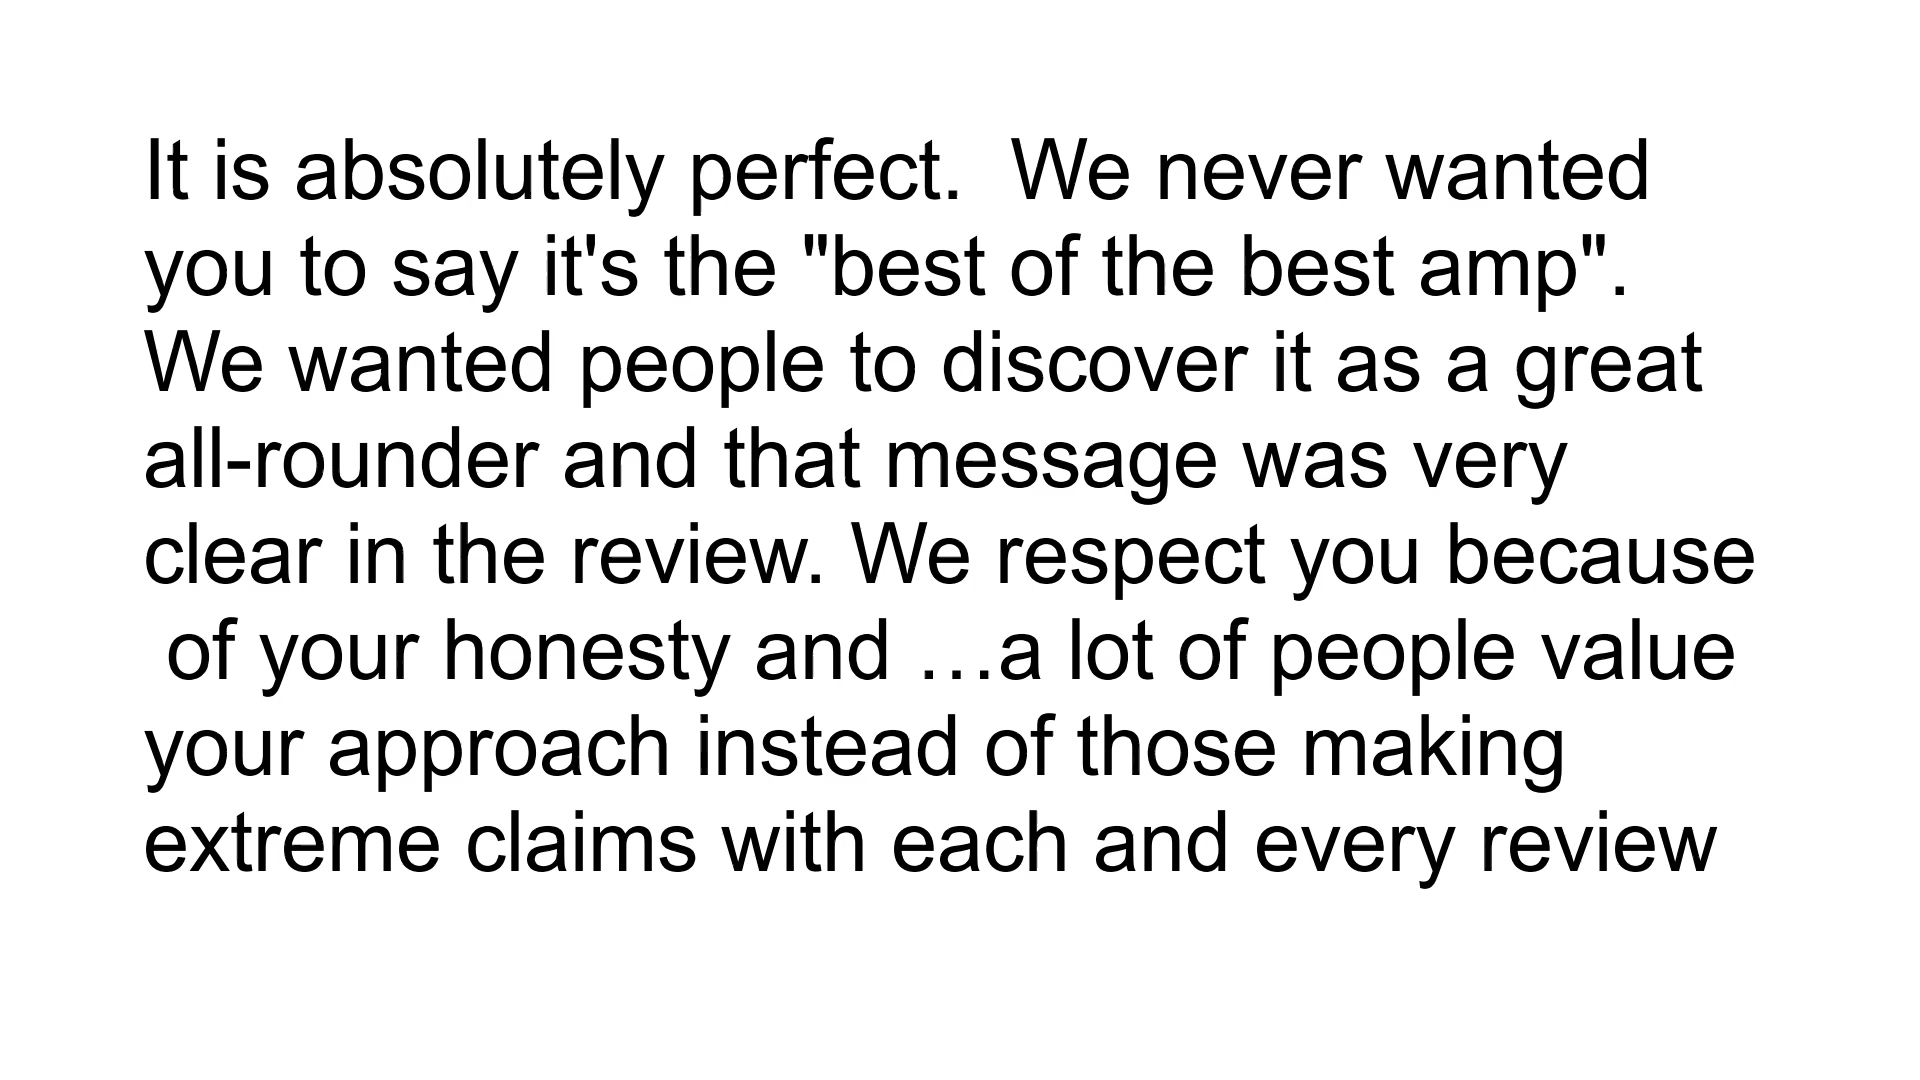 It is absolutely perfect.  We never wanted
you to say it's the "best of the best amp".
We wanted people to discover it as a great
all-rounder and that message was very
clear in the review. We respect you because
of your honesty and …a lot of people value
your approach instead of those making
extreme claims with each and every review